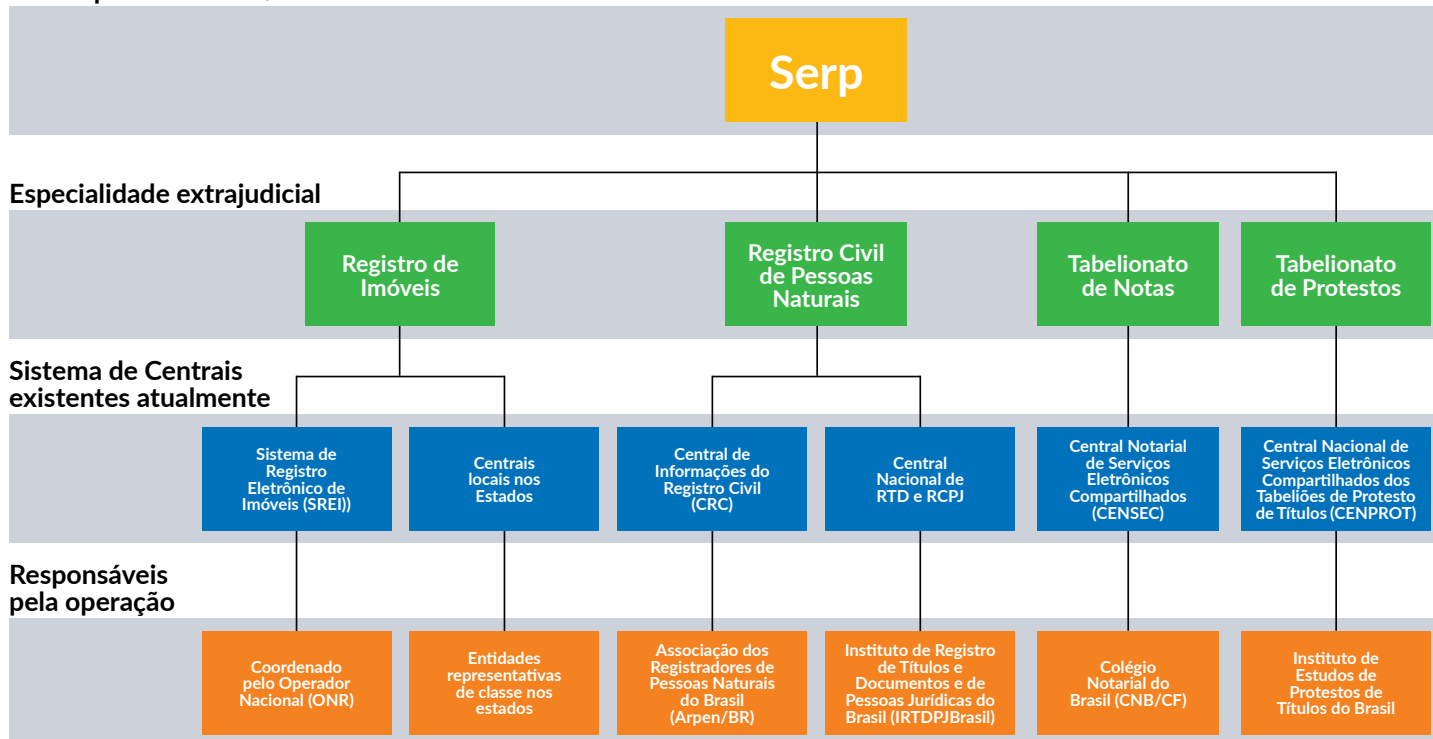 Serp
Especialidade extrajudicial
Registro de
Imóveis
Registro Civil
de Pessoas
Naturais
Tabelionato
de Notas
Tabelionato
de Protestos
Sistema de Centrais
existentes atualmente
Sistema de
Registro
Eletrônico de
Imóveis (SREI))
Centrais
locais nos
Estados
Central de
Informações do
Registro Civil
(CRC)
Central
Nacional de
RTD e RCPJ
Central Notarial
de Serviços
Eletrônicos
Compartilhados
(CENSEC)
Central Nacional de
Serviços Eletrônicos
Compartilhados dos
Tabeliões de Protesto
de Títulos (CENPROT)
Responsáveis
pela operação
Coordenado
pelo Operador
Nacional (ONR)
Entidades
representativas
de classe nos
estados
Associação dos
Registradores de
Pessoas Naturais
do Brasil
(Arpen/BR)
Instituto de Registro
de Títulos e
Documentos e de
Pessoas Jurídicas do
Brasil (IRTDPJBrasil)
Colégio
Notarial do
Brasil (CNB/CF)
Instituto de
Estudos de
Protestos de
Títulos do Brasil